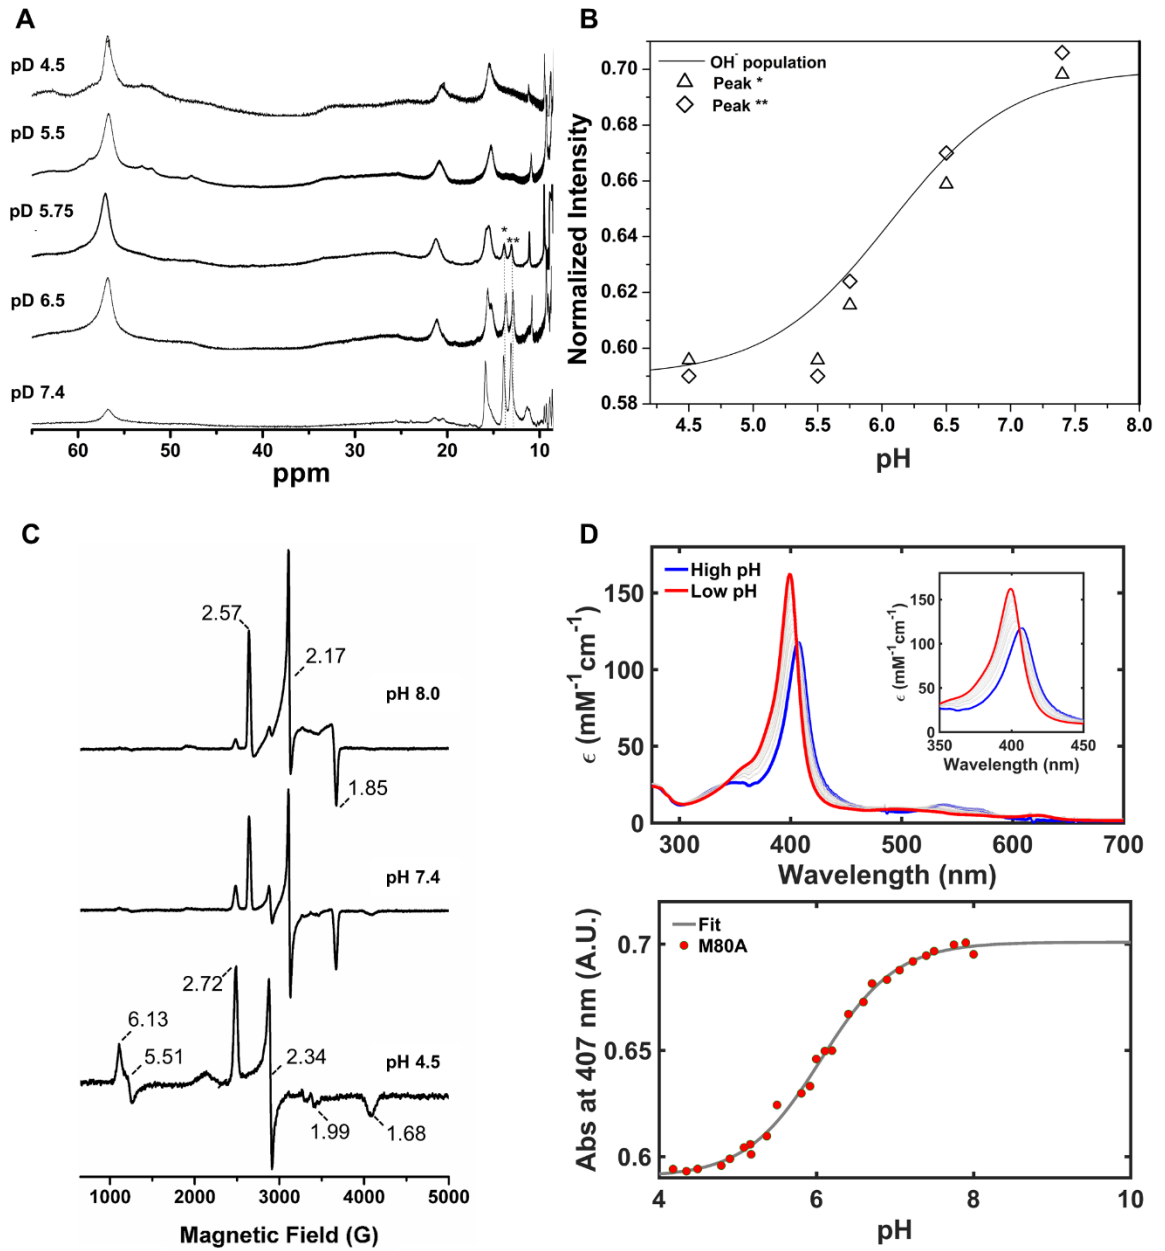 A
pD 4.5
pD 5.5
pD 5.75
*
**
pD 6.5
pD 7.4
60 50 40 30 20 10
ppm
B
OH⁻ population
Peak *
Peak **
Normalized Intensity
0.70
0.68
0.66
0.64
0.62
0.60
0.58
4.5 5.0 5.5 6.0 6.5 7.0 7.5 8.0
pH
C
2.57
2.17
pH 8.0
1.85
pH 7.4
2.72
6.13
5.51
2.34
pH 4.5
1.99
1.68
1000 2000 3000 4000 5000
Magnetic Field (G)
D
High pH
Low pH
ϵ (mM⁻¹cm⁻¹)
150
100
50
0
300 400 500 600 700
Wavelength (nm)
ϵ (mM⁻¹cm⁻¹)
150
100
50
0
350 400 450
Wavelength (nm)
Fit
M80A
Abs at 407 nm (A.U.)
0.7
0.65
0.6
4 6 8 10
pH